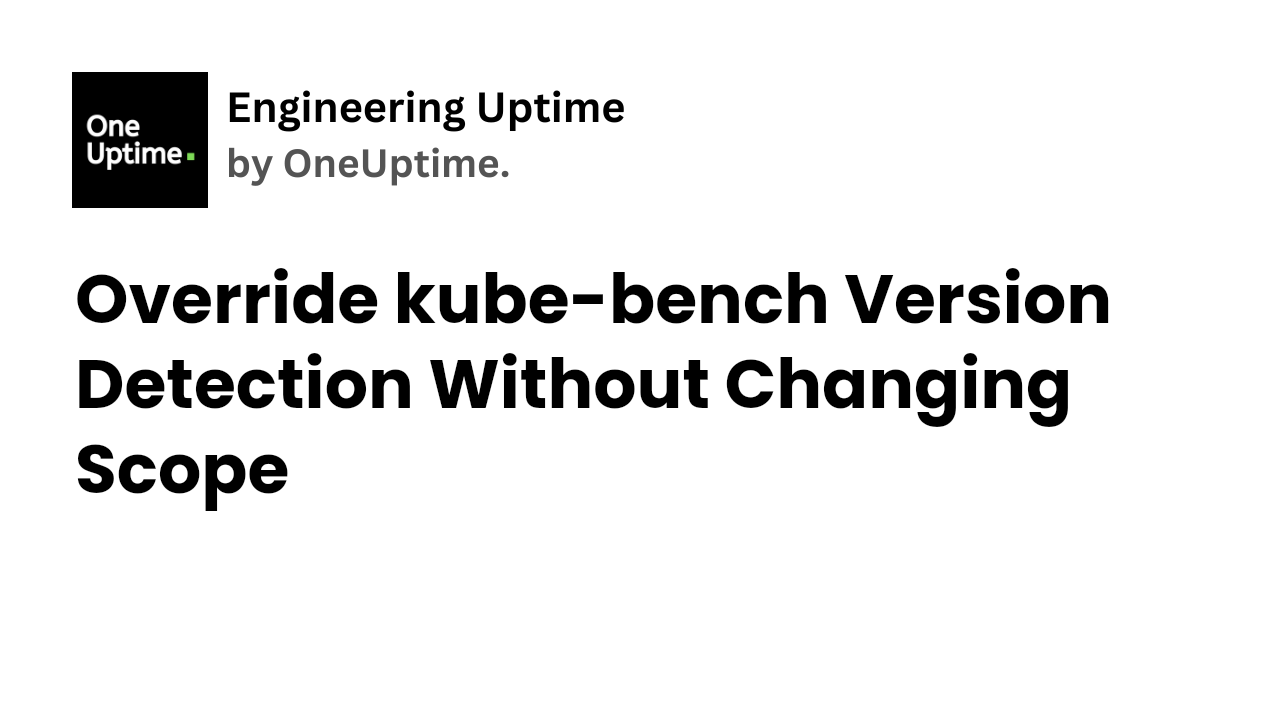 One
Uptime
Engineering Uptime
by OneUptime.
Override kube-bench Version
Detection Without Changing
Scope